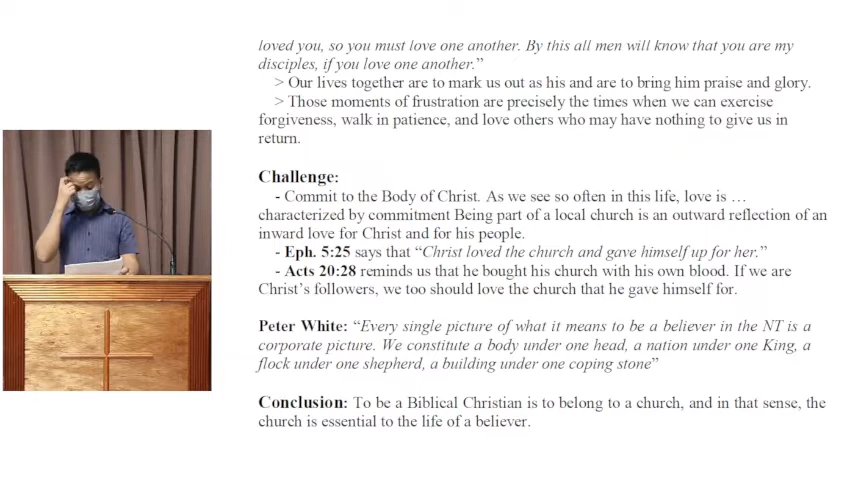 loved you, so you must love one another. By this all men will know that you are my
disciples, if you love one another.”
> Our lives together are to mark us out as his and are to bring him praise and glory.
> Those moments of frustration are precisely the times when we can exercise
forgiveness, walk in patience, and love others who may have nothing to give us in
return.
Challenge:
- Commit to the Body of Christ. As we see so often in this life, love is …
characterized by commitment Being part of a local church is an outward reflection of an
inward love for Christ and for his people.
- Eph. 5:25 says that “Christ loved the church and gave himself up for her.”
- Acts 20:28 reminds us that he bought his church with his own blood. If we are
Christ’s followers, we too should love the church that he gave himself for.
Peter White: “Every single picture of what it means to be a believer in the NT is a
corporate picture. We constitute a body under one head, a nation under one King, a
flock under one shepherd, a building under one coping stone”
Conclusion: To be a Biblical Christian is to belong to a church, and in that sense, the
church is essential to the life of a believer.